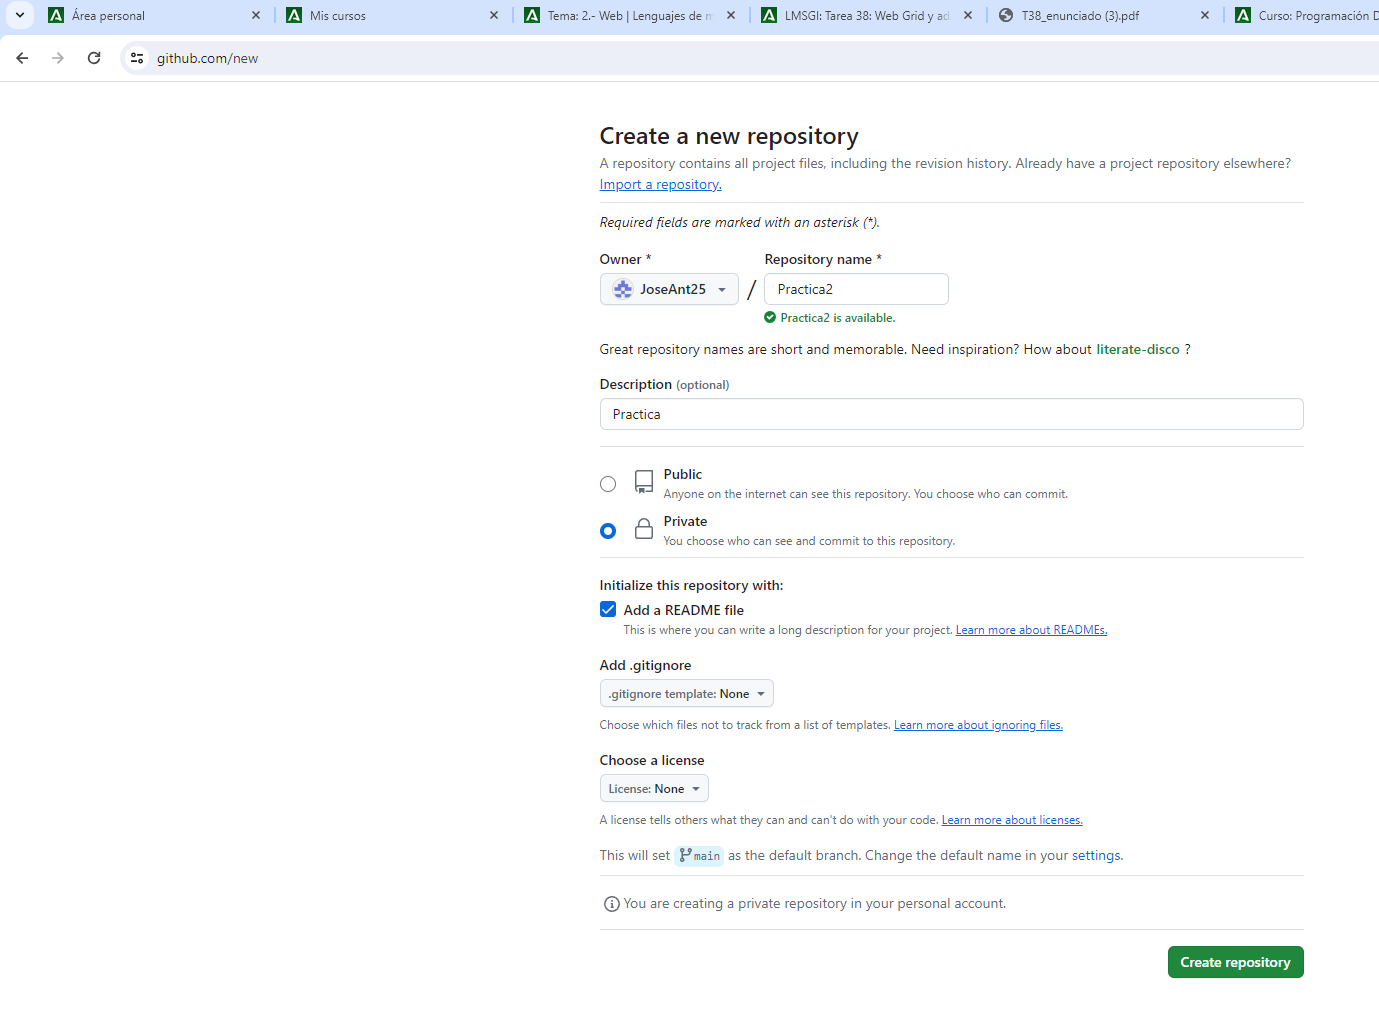 Área personal
Mis cursos
Tema: 2.- Web | Lenguajes de m
LMSGI: Tarea 38: Web Grid y ad
T38_enunciado (3).pdf
Curso: Programación D
github.com/new
Create a new repository
A repository contains all project files, including the revision history. Already have a project repository elsewhere?
Import a repository.
Required fields are marked with an asterisk (*).
Owner *
Repository name *
JoseAnt25
/
Practica2
Practica2 is available.
Great repository names are short and memorable. Need inspiration? How about literate-disco ?
Description (optional)
Practica
Public
Anyone on the internet can see this repository. You choose who can commit.
Private
You choose who can see and commit to this repository.
Initialize this repository with:
Add a README file
This is where you can write a long description for your project. Learn more about READMEs.
Add .gitignore
.gitignore template: None
Choose which files not to track from a list of templates. Learn more about ignoring files.
Choose a license
License: None
A license tells others what they can and can't do with your code. Learn more about licenses.
This will set main as the default branch. Change the default name in your settings.
You are creating a private repository in your personal account.
Create repository